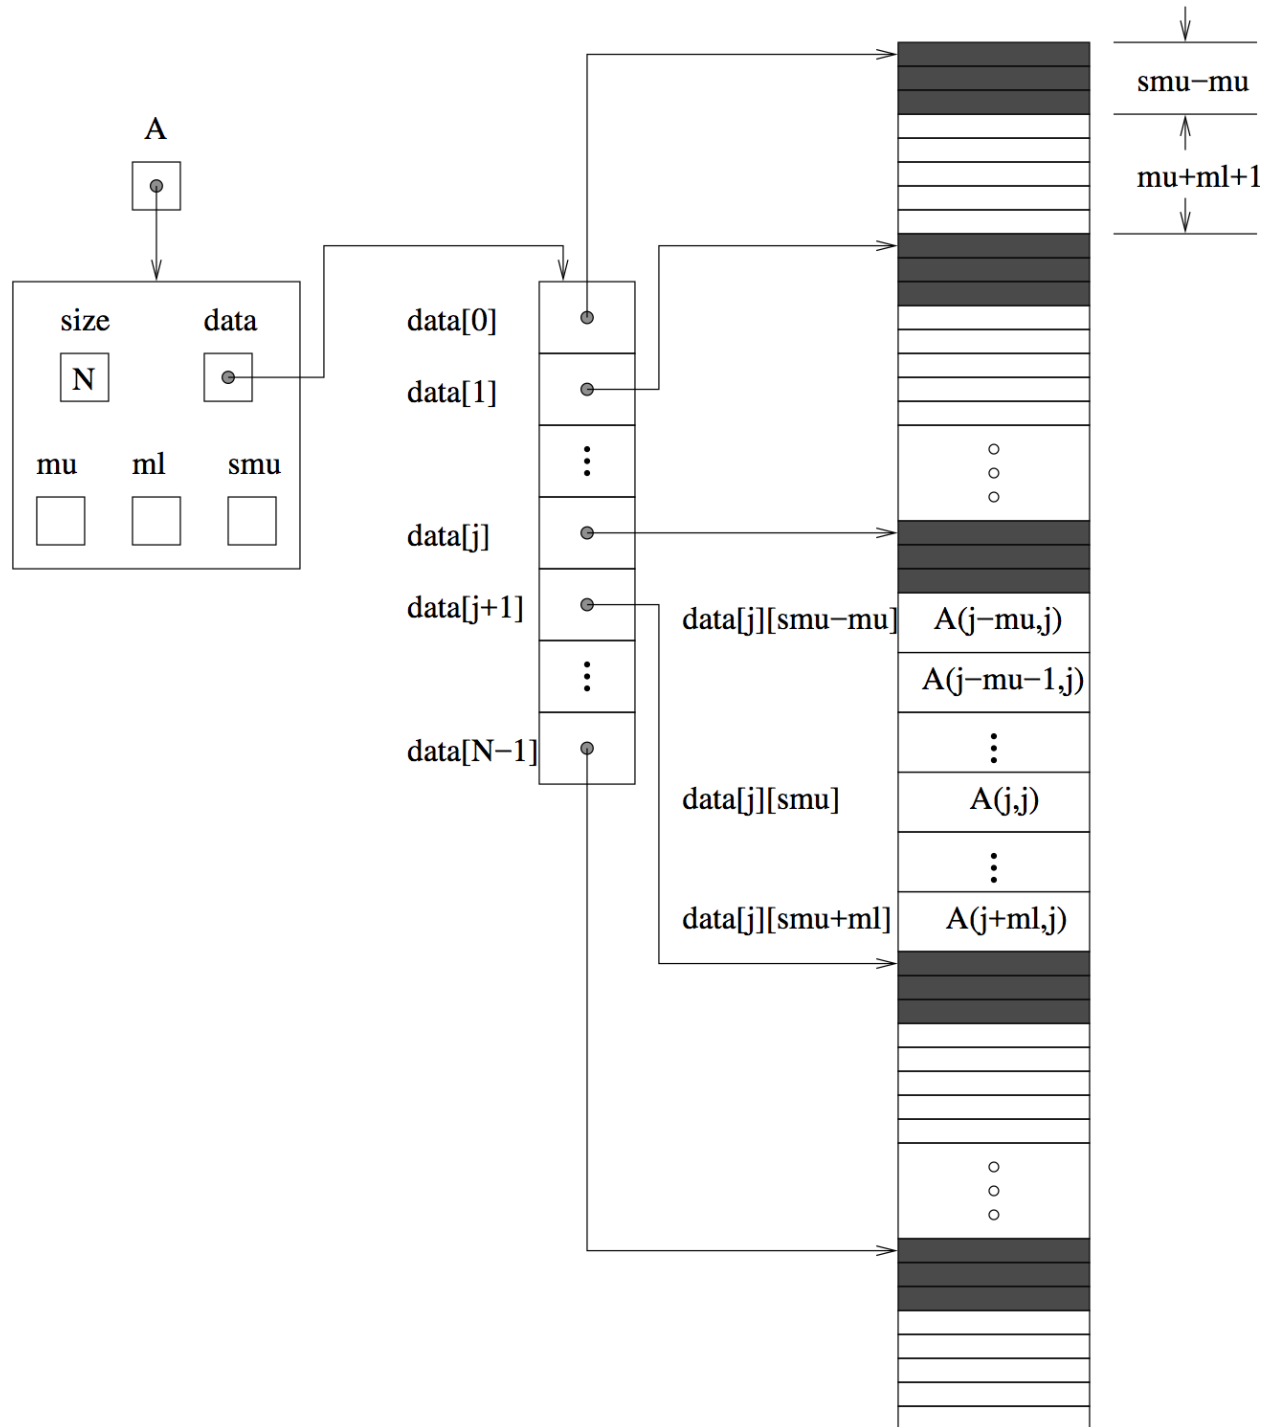 smu−mu
A
mu+ml+1
size data
data[0]
N
data[1]
mu ml smu
data[j]
data[j+1]
data[j][smu−mu] A(j−mu,j)
A(j−mu−1,j)
data[N−1]
data[j][smu] A(j,j)
data[j][smu+ml] A(j+ml,j)